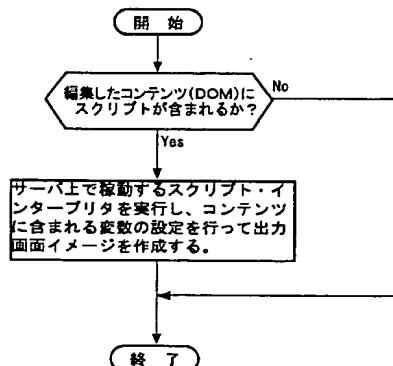 開 始
編集したコンテンツ(DOM)に
スクリプトが含まれるか?
No
Yes
サーバ上で稼動するスクリプト・イ
ンタープリタを実行し、コンテンツ
に含まれる変数の設定を行って出力
画面イメージを作成する。
終 了